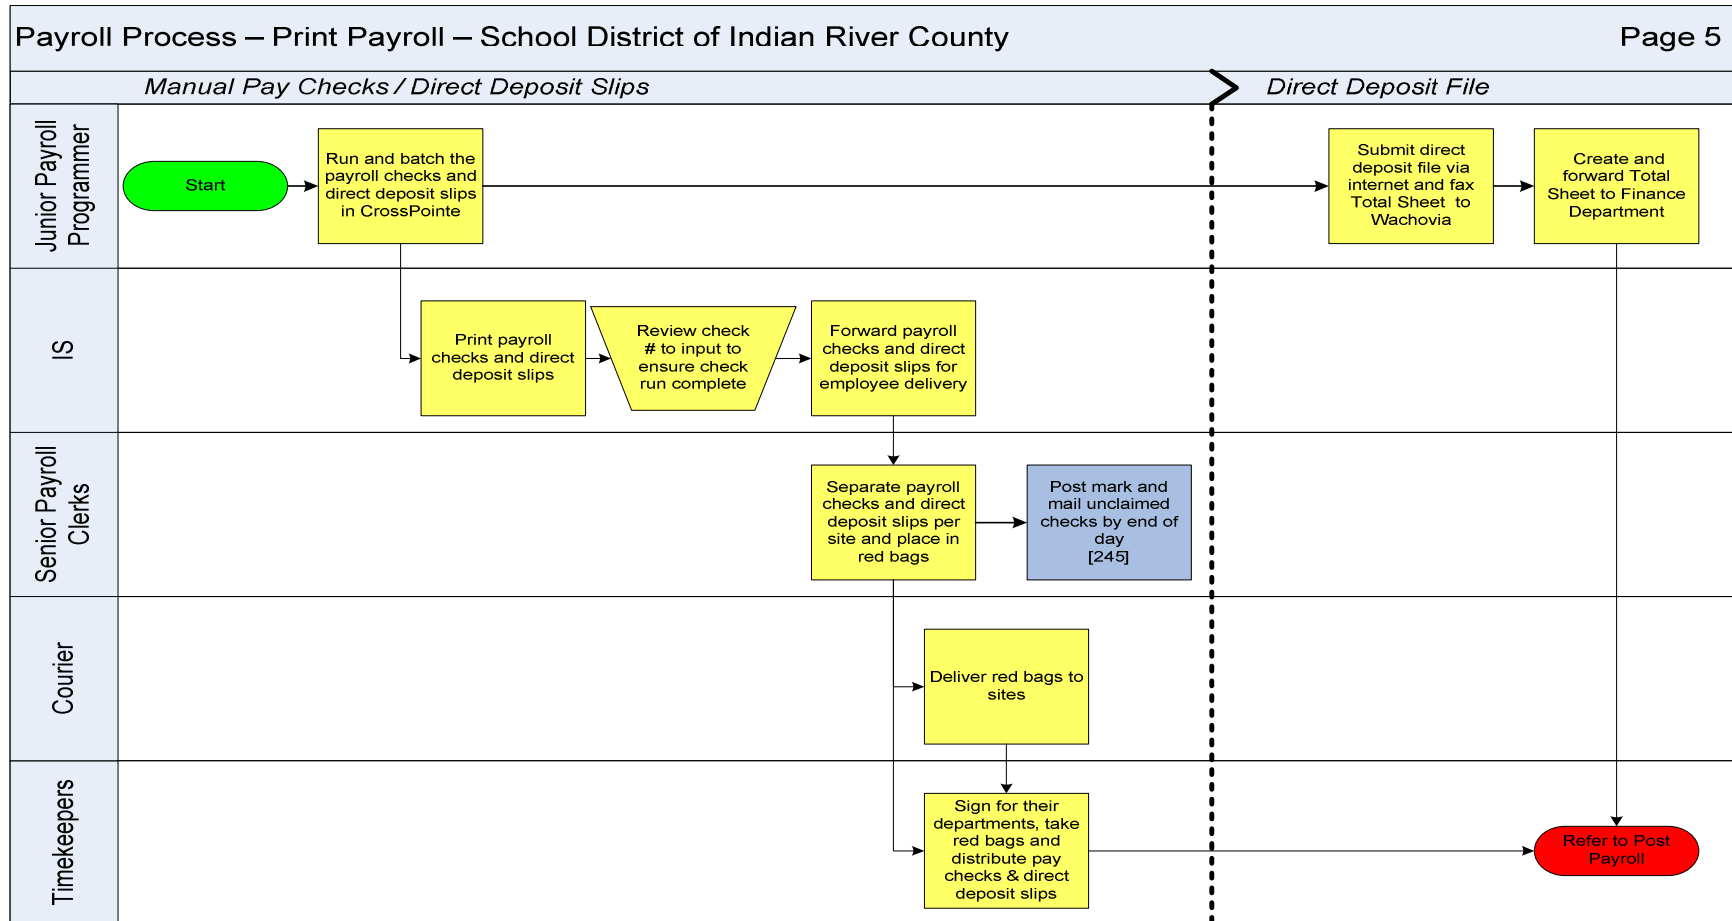 Payroll Process – Print Payroll – School District of Indian River County
Page 5
Manual Pay Checks / Direct Deposit Slips
Direct Deposit File
Junior Payroll
Programmer
Start
Run and batch the
payroll checks and
direct deposit slips
in CrossPointe
Submit direct
deposit file via
internet and fax
Total Sheet to
Wachovia
Create and
forward Total
Sheet to Finance
Department
IS
Print payroll
checks and direct
deposit slips
Review check
# to input to
ensure check
run complete
Forward payroll
checks and direct
deposit slips for
employee delivery
Senior Payroll
Clerks
Separate payroll
checks and direct
deposit slips per
site and place in
red bags
Post mark and
mail unclaimed
checks by end of
day
[245]
Courier
Deliver red bags to
sites
Timekeepers
Sign for their
departments, take
red bags and
distribute pay
checks & direct
deposit slips
Refer to Post
Payroll